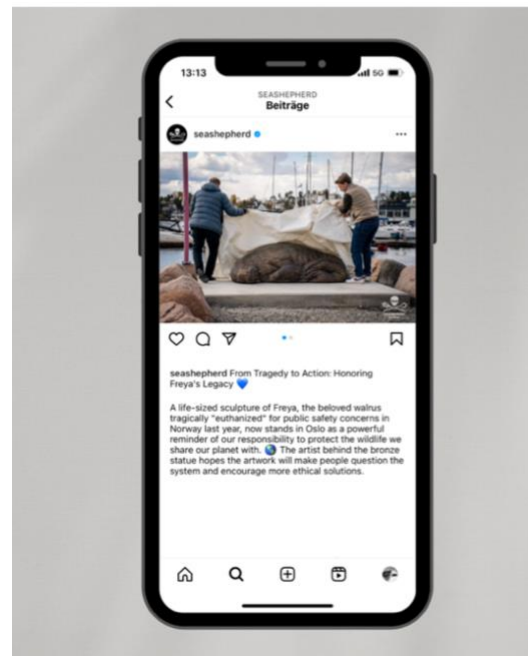 13:13
5G
SEASHEPHERD
Beiträge
seashepherd
seashepherd From Tragedy to Action: Honoring
Freya's Legacy 💙
A life-sized sculpture of Freya, the beloved walrus
tragically "euthanized" for public safety concerns in
Norway last year, now stands in Oslo as a powerful
reminder of our responsibility to protect the wildlife we
share our planet with. 🌎 The artist behind the bronze
statue hopes the artwork will make people question the
system and encourage more ethical solutions.